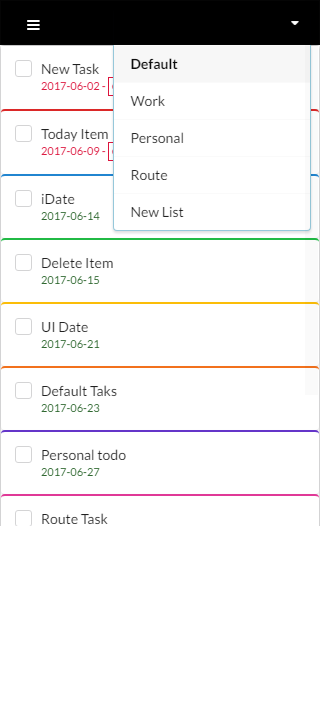 Default
Work
Personal
Route
New List
New Task
2017-06-02 -
Today Item
2017-06-09 -
iDate
2017-06-14
Delete Item
2017-06-15
UI Date
2017-06-21
Default Taks
2017-06-23
Personal todo
2017-06-27
Route Task